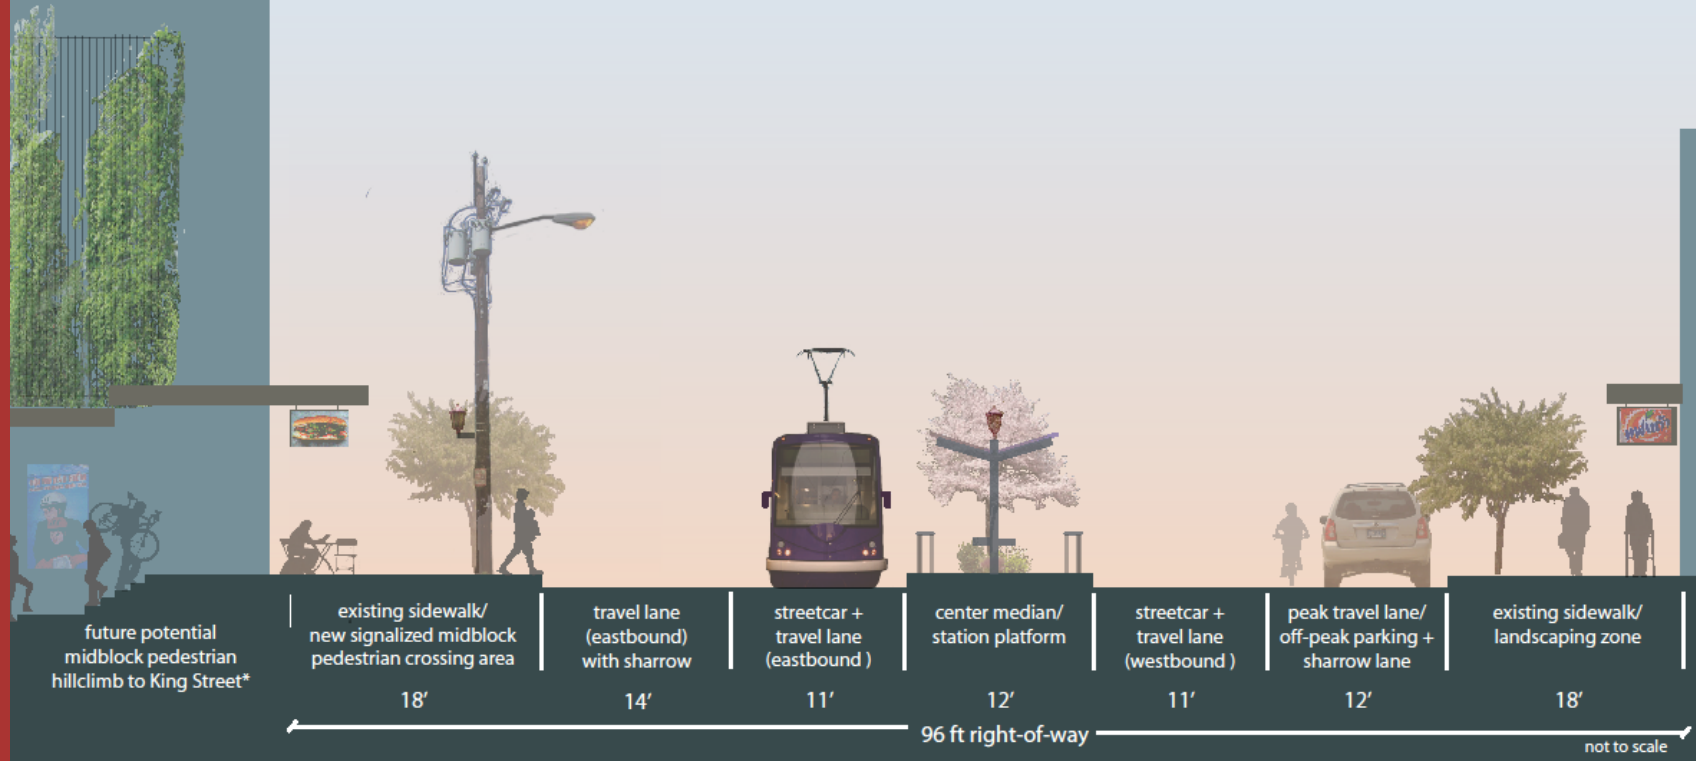 future potential
midblock pedestrian
hillclimb to King Street*
existing sidewalk/
new signalized midblock
pedestrian crossing area
18’
travel lane
(eastbound)
with sharrow
14’
streetcar +
travel lane
(eastbound )
11’
center median/
station platform
12’
streetcar +
travel lane
(westbound )
11’
peak travel lane/
off-peak parking +
sharrow lane
12’
existing sidewalk/
landscaping zone
18’
96 ft right-of-way
not to scale